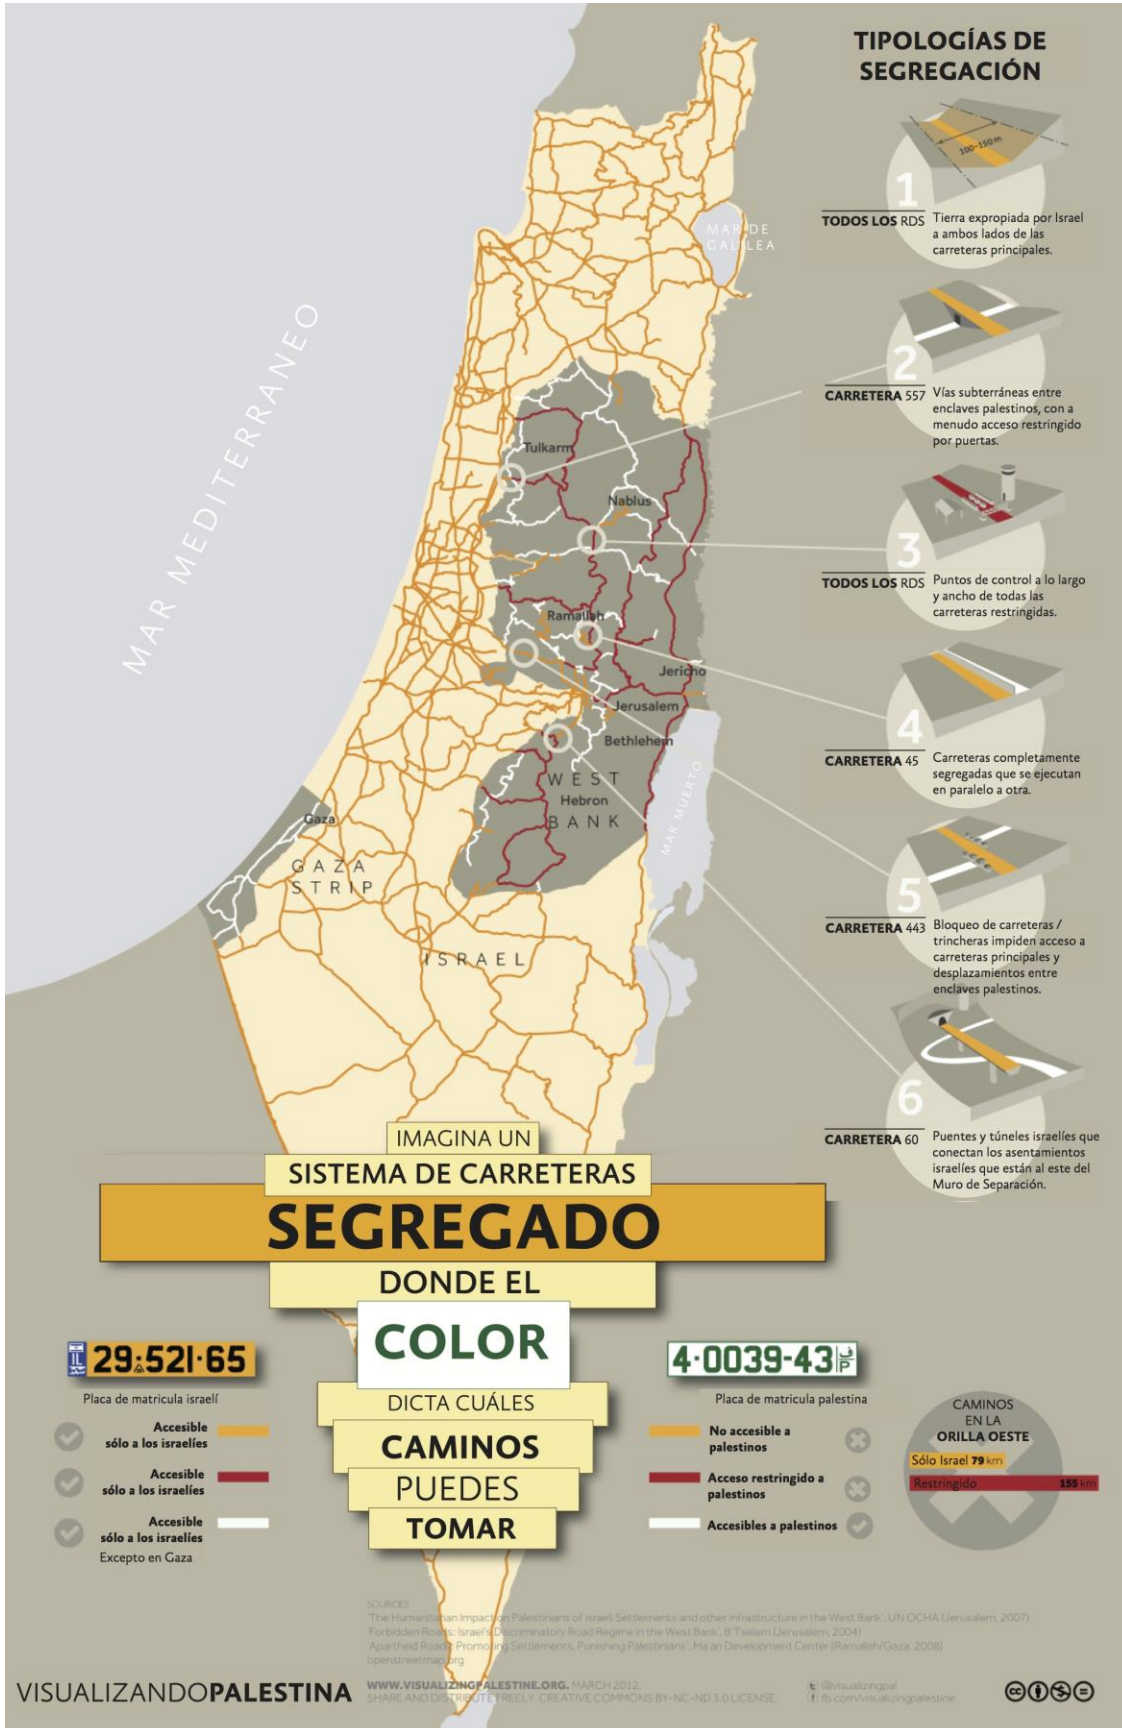 TIPOLOGÍAS DE
SEGREGACIÓN
100-150 m
1
TODOS LOS RDS
Tierra expropiada por Israel
a ambos lados de las
carreteras principales.
2
CARRETERA 557
Vías subterráneas entre
enclaves palestinos, con a
menudo acceso restringido
por puertas.
3
TODOS LOS RDS
Puntos de control a lo largo
y ancho de todas las
carreteras restringidas.
4
CARRETERA 45
Carreteras completamente
segregadas que se ejecutan
en paralelo a otra.
5
CARRETERA 443
Bloqueo de carreteras /
trincheras impiden acceso a
carreteras principales y
desplazamientos entre
enclaves palestinos.
6
CARRETERA 60
Puentes y túneles israelíes que
conectan los asentamientos
israelíes que están al este del
Muro de Separación.
MAR MEDITERRANEO
MAR DE
GALILEA
Tulkarm
Nablus
Ramallah
Jericho
Jerusalem
Bethlehem
WEST
Hebron
BANK
MAR MUERTO
Gaza
GAZA
STRIP
ISRAEL
IMAGINA UN
SISTEMA DE CARRETERAS
SEGREGADO
DONDE EL
COLOR
DICTA CUÁLES
CAMINOS
PUEDES
TOMAR
IL
29:521·65
Placa de matricula israelí
Accesible
sólo a los israelíes
Accesible
sólo a los israelíes
Accesible
sólo a los israelíes
Excepto en Gaza
4·0039-43
P
Placa de matricula palestina
No accesible a
palestinos
Acceso restringido a
palestinos
Accesibles a palestinos
CAMINOS
EN LA
ORILLA OESTE
Sólo Israel 79 km
Restringido 155 km
SOURCES
'The Humanitarian Impact on Palestinians of Israeli Settlements and other Infrastructure in the West Bank', UN OCHA (Jerusalem, 2007)
'Forbidden Roads: Israel's Discriminatory Road Regime in the West Bank', B'Tselem (Jerusalem, 2004)
'Apartheid Roads: Promoting Settlements, Punishing Palestinians', Ma'an Development Center (Ramallah/Gaza, 2008)
openstreetmap.org
VISUALIZANDOPALESTINA
WWW.VISUALIZINGPALESTINE.ORG. MARCH 2012.
SHARE AND DISTRIBUTE FREELY. CREATIVE COMMONS BY-NC-ND 3.0 LICENSE.
@visualizingpal
fb.com/visualizingpalestine